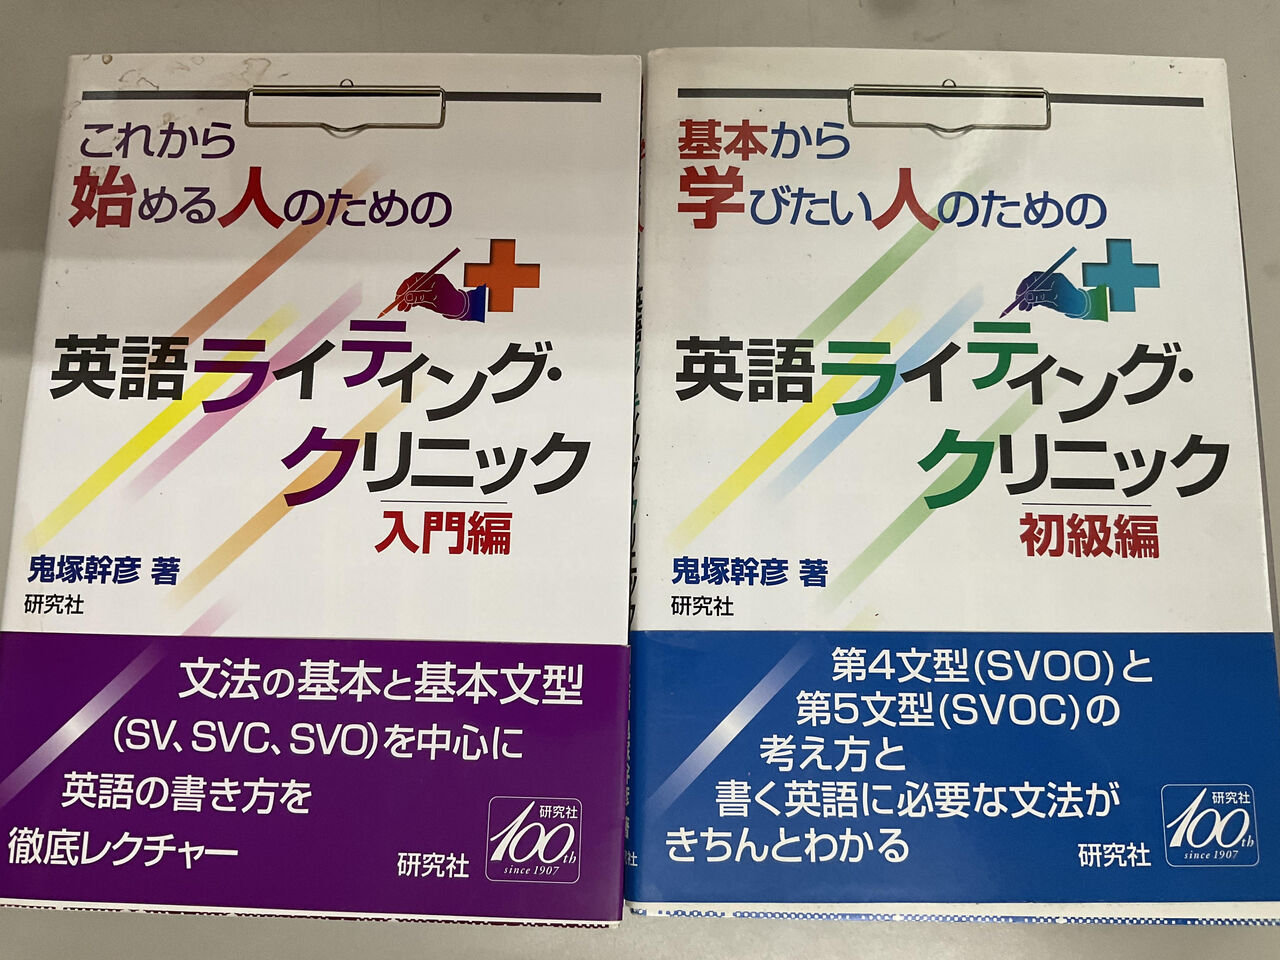 これから
始める人のための
英語ライティング・
クリニック
入門編
鬼塚幹彦 著
研究社
文法の基本と基本文型
(SV、SVC、SVO)を中心に
英語の書き方を
徹底レクチャー
研究社
研究社
100th
since 1907
基本から
学びたい人のための
英語ライティング・
クリニック
初級編
鬼塚幹彦 著
研究社
第4文型(SVOO)と
第5文型(SVOC)の
考え方と
書く英語に必要な文法が
きちんとわかる
研究社
研究社
100th
since 1907